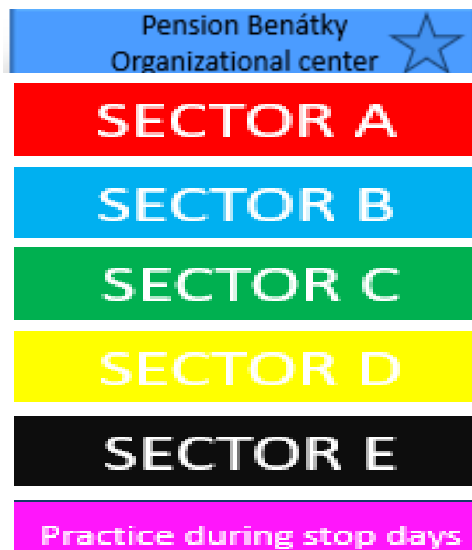 Pension Benátky
Organizational center
SECTOR A
SECTOR B
SECTOR C
SECTOR D
SECTOR E
Practice during stop days